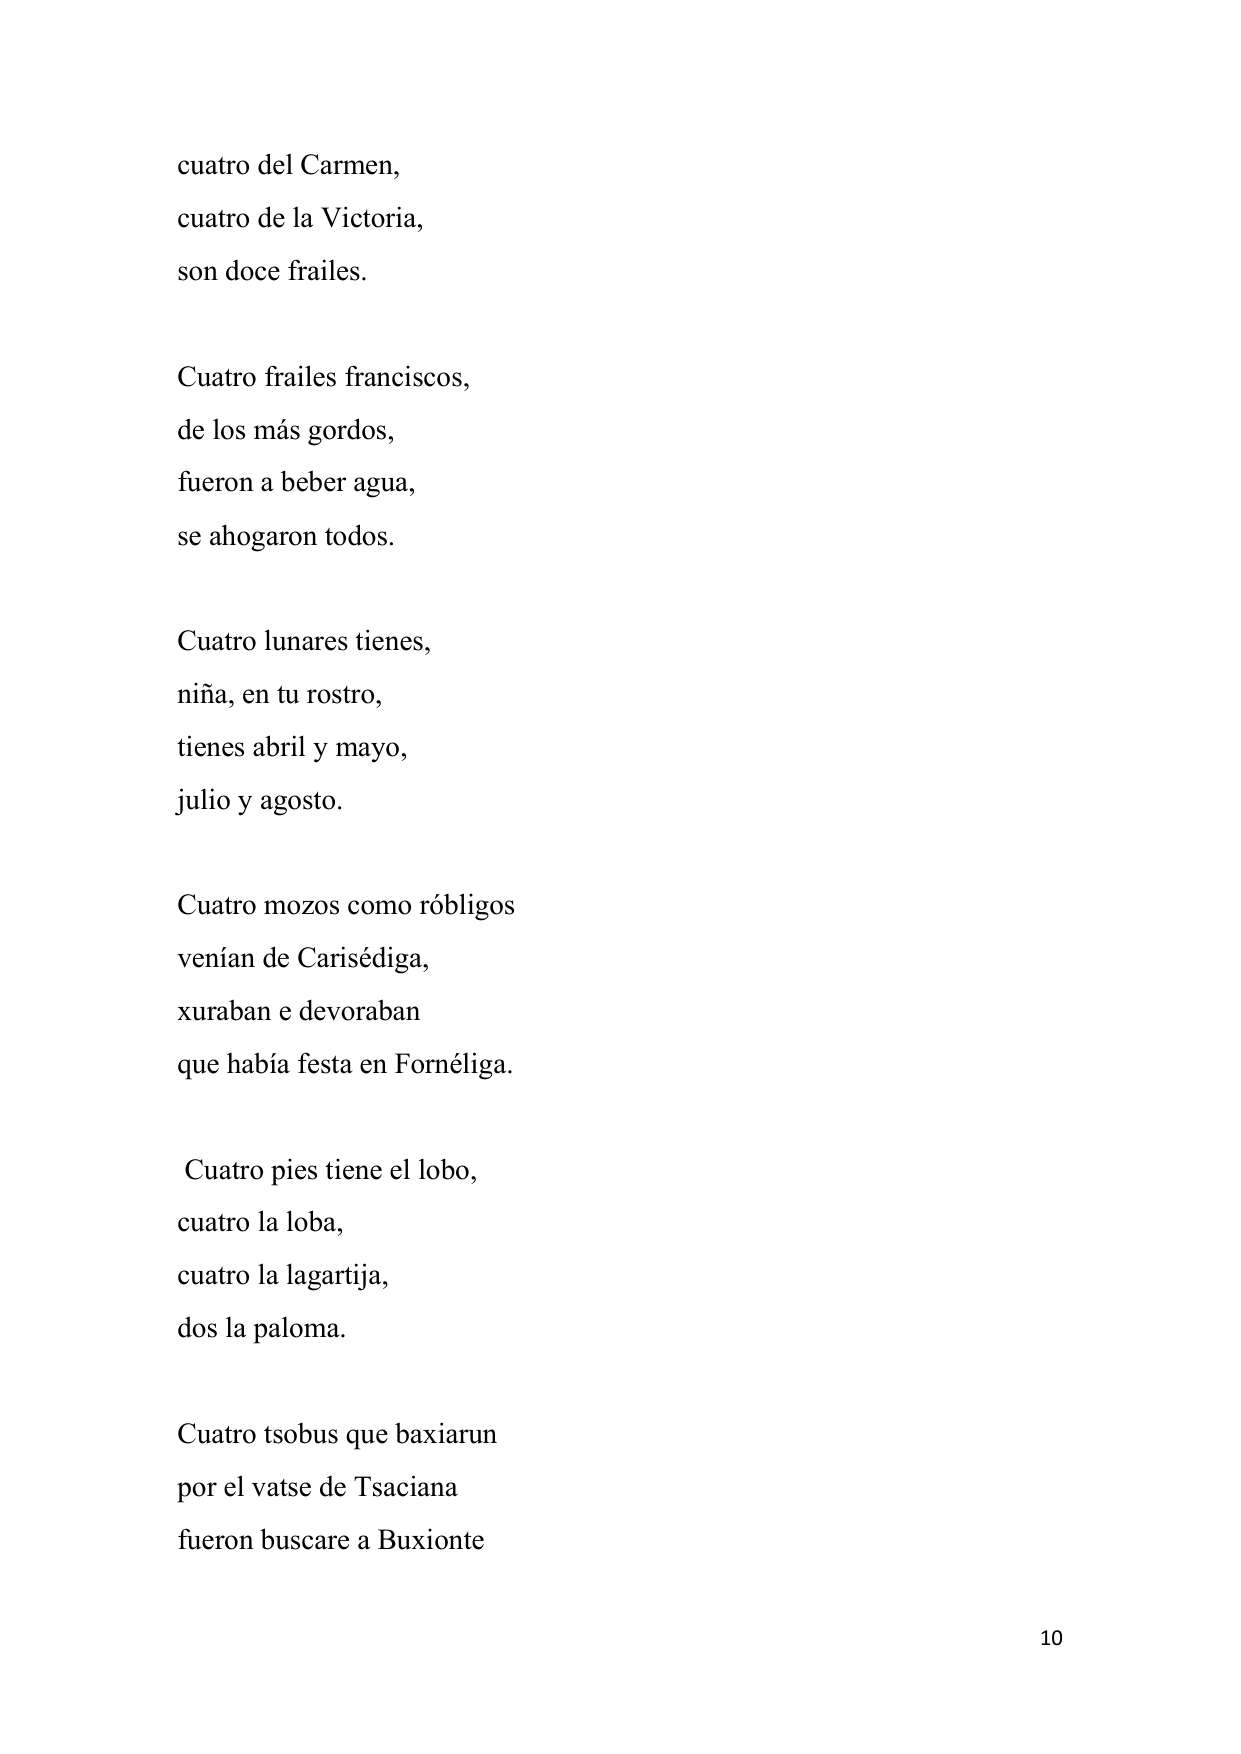 cuatro del Carmen,
cuatro de la Victoria,
son doce frailes.

Cuatro frailes franciscos,
de los más gordos,
fueron a beber agua,
se ahogaron todos.

Cuatro lunares tienes,
niña, en tu rostro,
tienes abril y mayo,
julio y agosto.

Cuatro mozos como róbligos
venían de Carisédiga,
xuraban e devoraban
que había festa en Fornéliga.

Cuatro pies tiene el lobo,
cuatro la loba,
cuatro la lagartija,
dos la paloma.

Cuatro tsobus que baxiarun
por el vatse de Tsaciana
fueron buscare a Buxionte

10